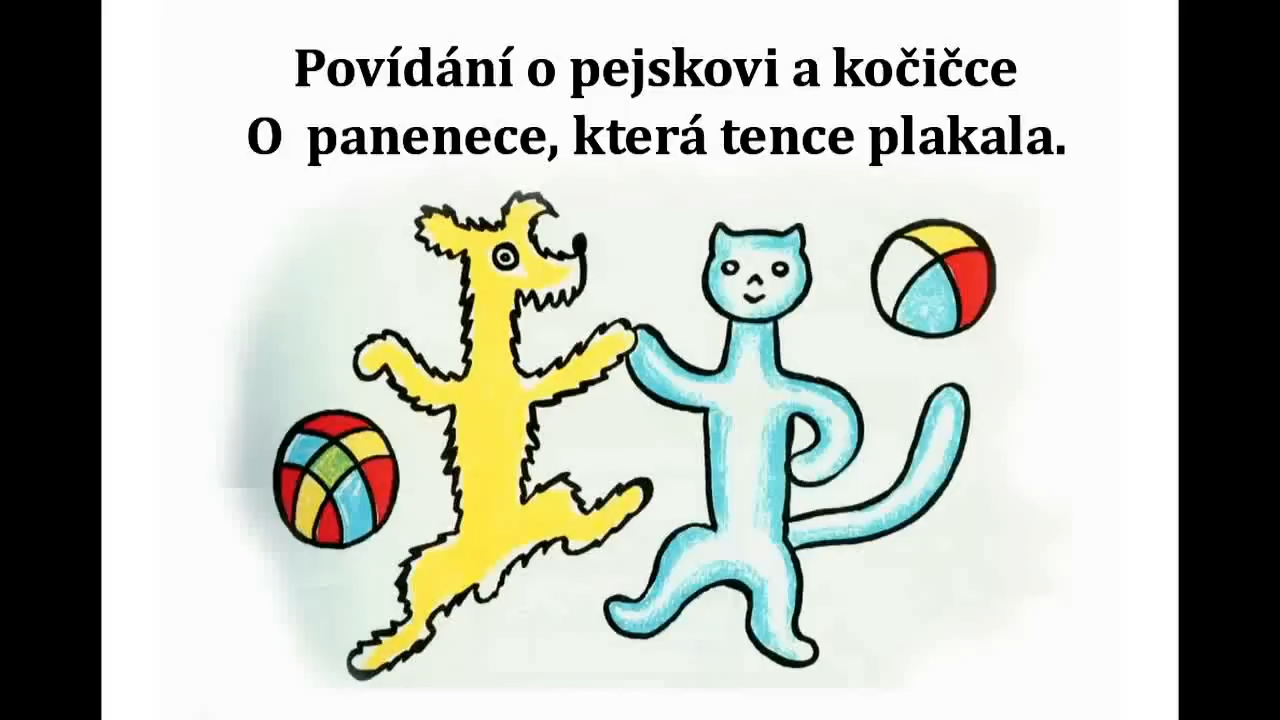 Povídání o pejskovi a kočičce
O panenece, která tence plakala.